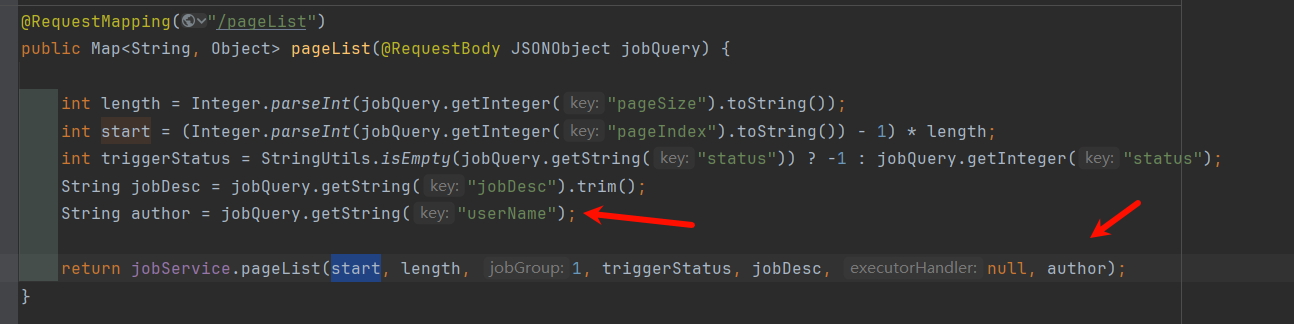 @RequestMapping("/pageList")
public Map<String, Object> pageList(@RequestBody JSONObject jobQuery) {
int length = Integer.parseInt(jobQuery.getInteger( key: "pageSize").toString());
int start = (Integer.parseInt(jobQuery.getInteger( key: "pageIndex").toString()) - 1) * length;
int triggerStatus = StringUtils.isEmpty(jobQuery.getString( key: "status")) ? -1 : jobQuery.getInteger( key: "status");
String jobDesc = jobQuery.getString( key: "jobDesc").trim();
String author = jobQuery.getString( key: "userName");
return jobService.pageList(start, length, jobGroup: 1, triggerStatus, jobDesc, executorHandler: null, author);
}